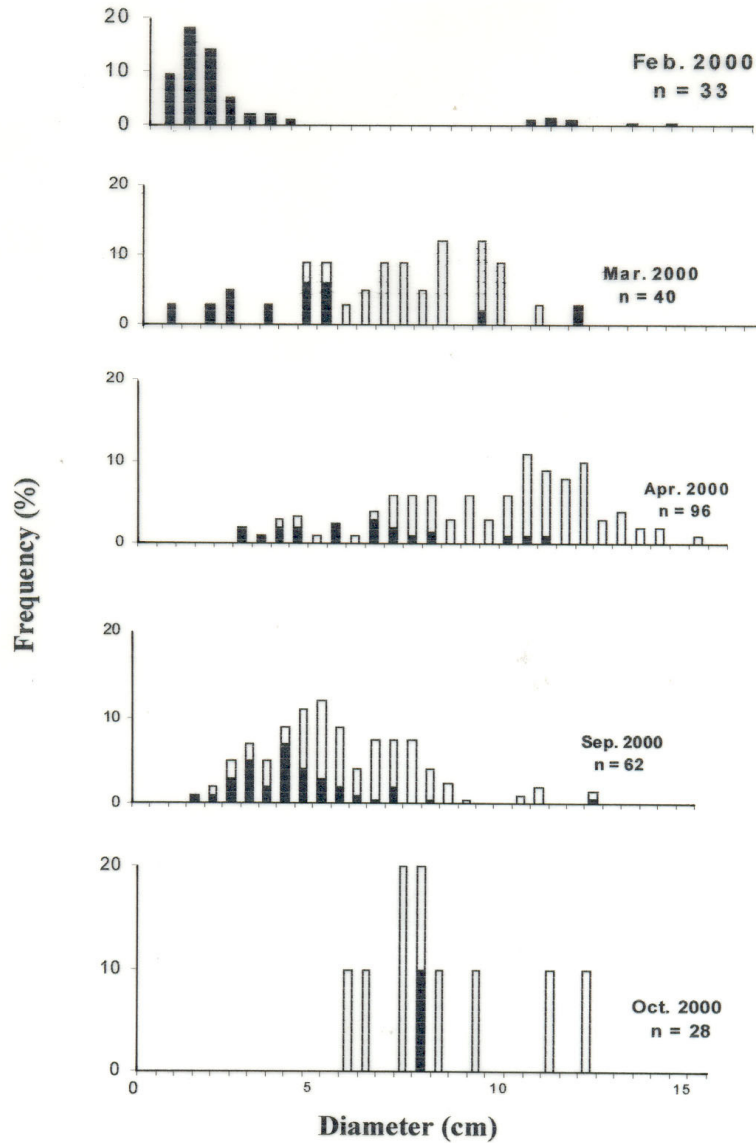 20
10
0
Feb. 2000
n = 33
20
10
0
Mar. 2000
n = 40
20
10
0
Apr. 2000
n = 96
20
10
0
Sep. 2000
n = 62
20
10
0
Oct. 2000
n = 28
0 5 10 15
Frequency (%)
Diameter (cm)